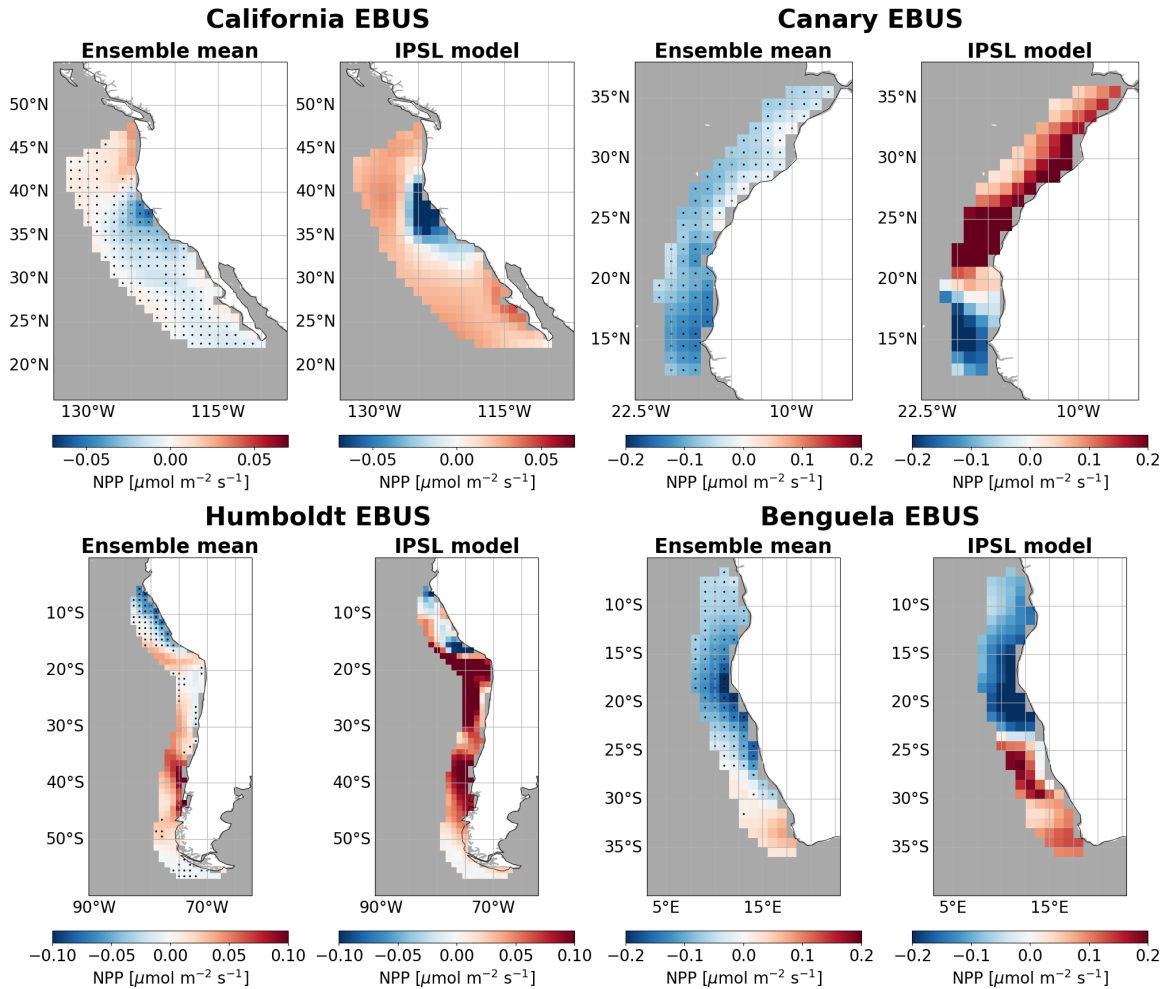 California EBUS
Canary EBUS
Ensemble mean
IPSL model
Ensemble mean
IPSL model
50°N
45°N
40°N
35°N
30°N
25°N
20°N
130°W
115°W
130°W
115°W
35°N
30°N
25°N
20°N
15°N
22.5°W
10°W
35°N
30°N
25°N
20°N
15°N
22.5°W
10°W
−0.05 0.00 0.05
NPP [μmol m⁻² s⁻¹]
−0.05 0.00 0.05
NPP [μmol m⁻² s⁻¹]
−0.2 −0.1 0.0 0.1 0.2
NPP [μmol m⁻² s⁻¹]
−0.2 −0.1 0.0 0.1 0.2
NPP [μmol m⁻² s⁻¹]
Humboldt EBUS
Benguela EBUS
Ensemble mean
IPSL model
Ensemble mean
IPSL model
10°S
20°S
30°S
40°S
50°S
90°W
70°W
10°S
20°S
30°S
40°S
50°S
90°W
70°W
10°S
15°S
20°S
25°S
30°S
35°S
5°E
15°E
10°S
15°S
20°S
25°S
30°S
35°S
5°E
15°E
−0.10 −0.05 0.00 0.05 0.10
NPP [μmol m⁻² s⁻¹]
−0.10 −0.05 0.00 0.05 0.10
NPP [μmol m⁻² s⁻¹]
−0.2 −0.1 0.0 0.1 0.2
NPP [μmol m⁻² s⁻¹]
−0.2 −0.1 0.0 0.1 0.2
NPP [μmol m⁻² s⁻¹]